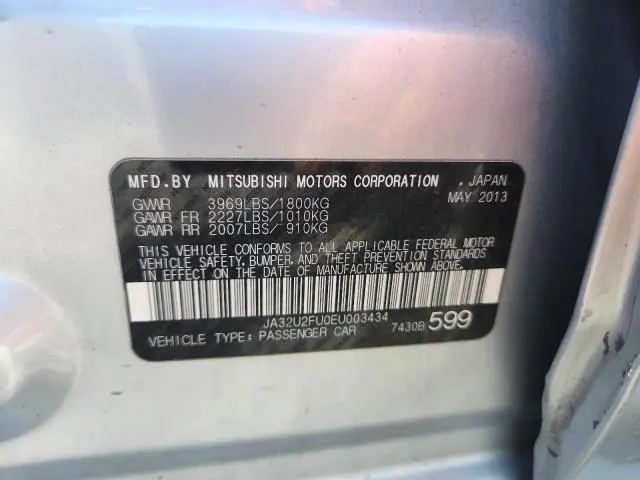 MFD.BY MITSUBISHI MOTORS CORPORATION . JAPAN
GVWR 3969LBS/1800KG MAY 2013
GAWR FR 2227LBS/1010KG
GAWR RR 2007LBS/ 910KG
THIS VEHICLE CONFORMS TO ALL APPLICABLE FEDERAL MOTOR
VEHICLE SAFETY, BUMPER, AND THEFT PREVENTION STANDARDS
IN EFFECT ON THE DATE OF MANUFACTURE SHOWN ABOVE.
JA32U2FU0EU003434
VEHICLE TYPE: PASSENGER CAR 7430B 599